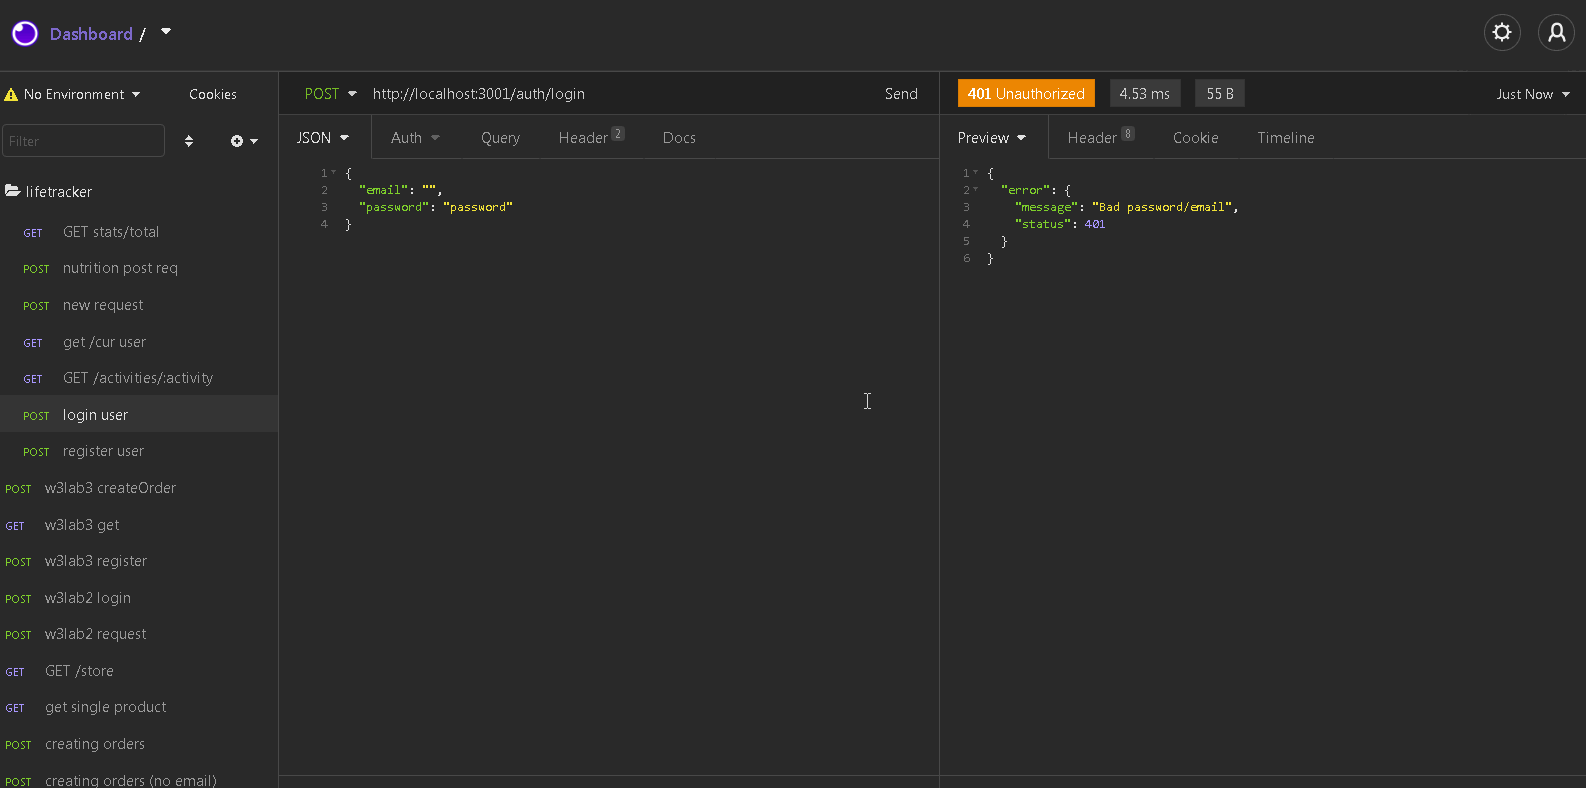 Dashboard /
No Environment
Cookies
Filter
lifetracker
GET GET stats/total
POST nutrition post req
POST new request
GET get /cur user
GET GET /activities/:activity
POST login user
POST register user
POST w3lab3 createOrder
GET w3lab3 get
POST w3lab3 register
POST w3lab2 login
POST w3lab2 request
GET GET /store
GET get single product
POST creating orders
POST creating orders (no email)
POST http://localhost:3001/auth/login Send
JSON Auth Query Header 2 Docs
1 {
2 "email": "",
3 "password": "password"
4 }
401 Unauthorized 4.53 ms 55 B Just Now
Preview Header 8 Cookie Timeline
1 {
2 "error": {
3 "message": "Bad password/email",
4 "status": 401
5 }
6 }